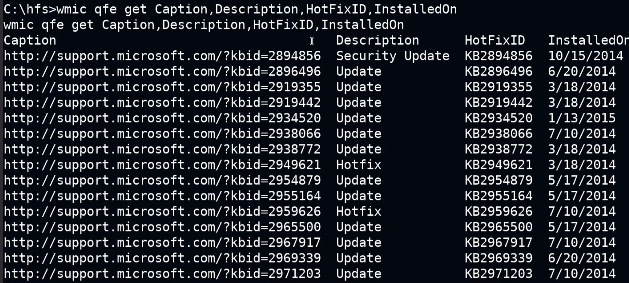 C:\hfs>wmic qfe get Caption,Description,HotFixID,InstalledOn
wmic qfe get Caption,Description,HotFixID,InstalledOn
Caption Description HotFixID InstalledOn
http://support.microsoft.com/?kbid=2894856 Security Update KB2894856 10/15/2014
http://support.microsoft.com/?kbid=2896496 Update KB2896496 6/20/2014
http://support.microsoft.com/?kbid=2919355 Update KB2919355 3/18/2014
http://support.microsoft.com/?kbid=2919442 Update KB2919442 3/18/2014
http://support.microsoft.com/?kbid=2934520 Update KB2934520 1/13/2015
http://support.microsoft.com/?kbid=2938066 Update KB2938066 7/10/2014
http://support.microsoft.com/?kbid=2938772 Update KB2938772 3/18/2014
http://support.microsoft.com/?kbid=2949621 Hotfix KB2949621 3/18/2014
http://support.microsoft.com/?kbid=2954879 Update KB2954879 5/17/2014
http://support.microsoft.com/?kbid=2955164 Update KB2955164 5/17/2014
http://support.microsoft.com/?kbid=2959626 Hotfix KB2959626 7/10/2014
http://support.microsoft.com/?kbid=2965500 Update KB2965500 5/17/2014
http://support.microsoft.com/?kbid=2967917 Update KB2967917 7/10/2014
http://support.microsoft.com/?kbid=2969339 Update KB2969339 6/20/2014
http://support.microsoft.com/?kbid=2971203 Update KB2971203 7/10/2014